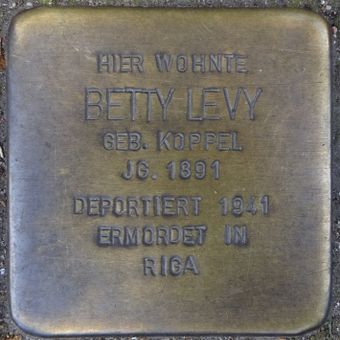 HIER WOHNTE
BETTY LEVY
GEB. KOPPEL
JG. 1891
DEPORTIERT 1941
ERMORDET IN
RIGA